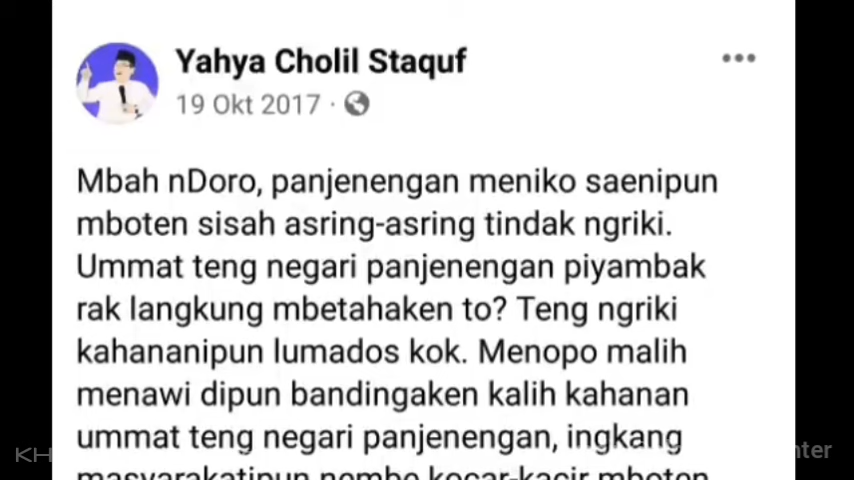 Yahya Cholil Staquf
19 Okt 2017 ·
Mbah nDoro, panjenengan meniko saenipun
mboten sisah asring-asring tindak ngriki.
Ummat teng negari panjenengan piyambak
rak langkung mbetahaken to? Teng ngriki
kahananipun lumados kok. Menopo malih
menawi dipun bandingaken kalih kahanan
ummat teng negari panjenengan, ingkang
masyarakatipun nembe kocar-kacir mboten
KH
nter